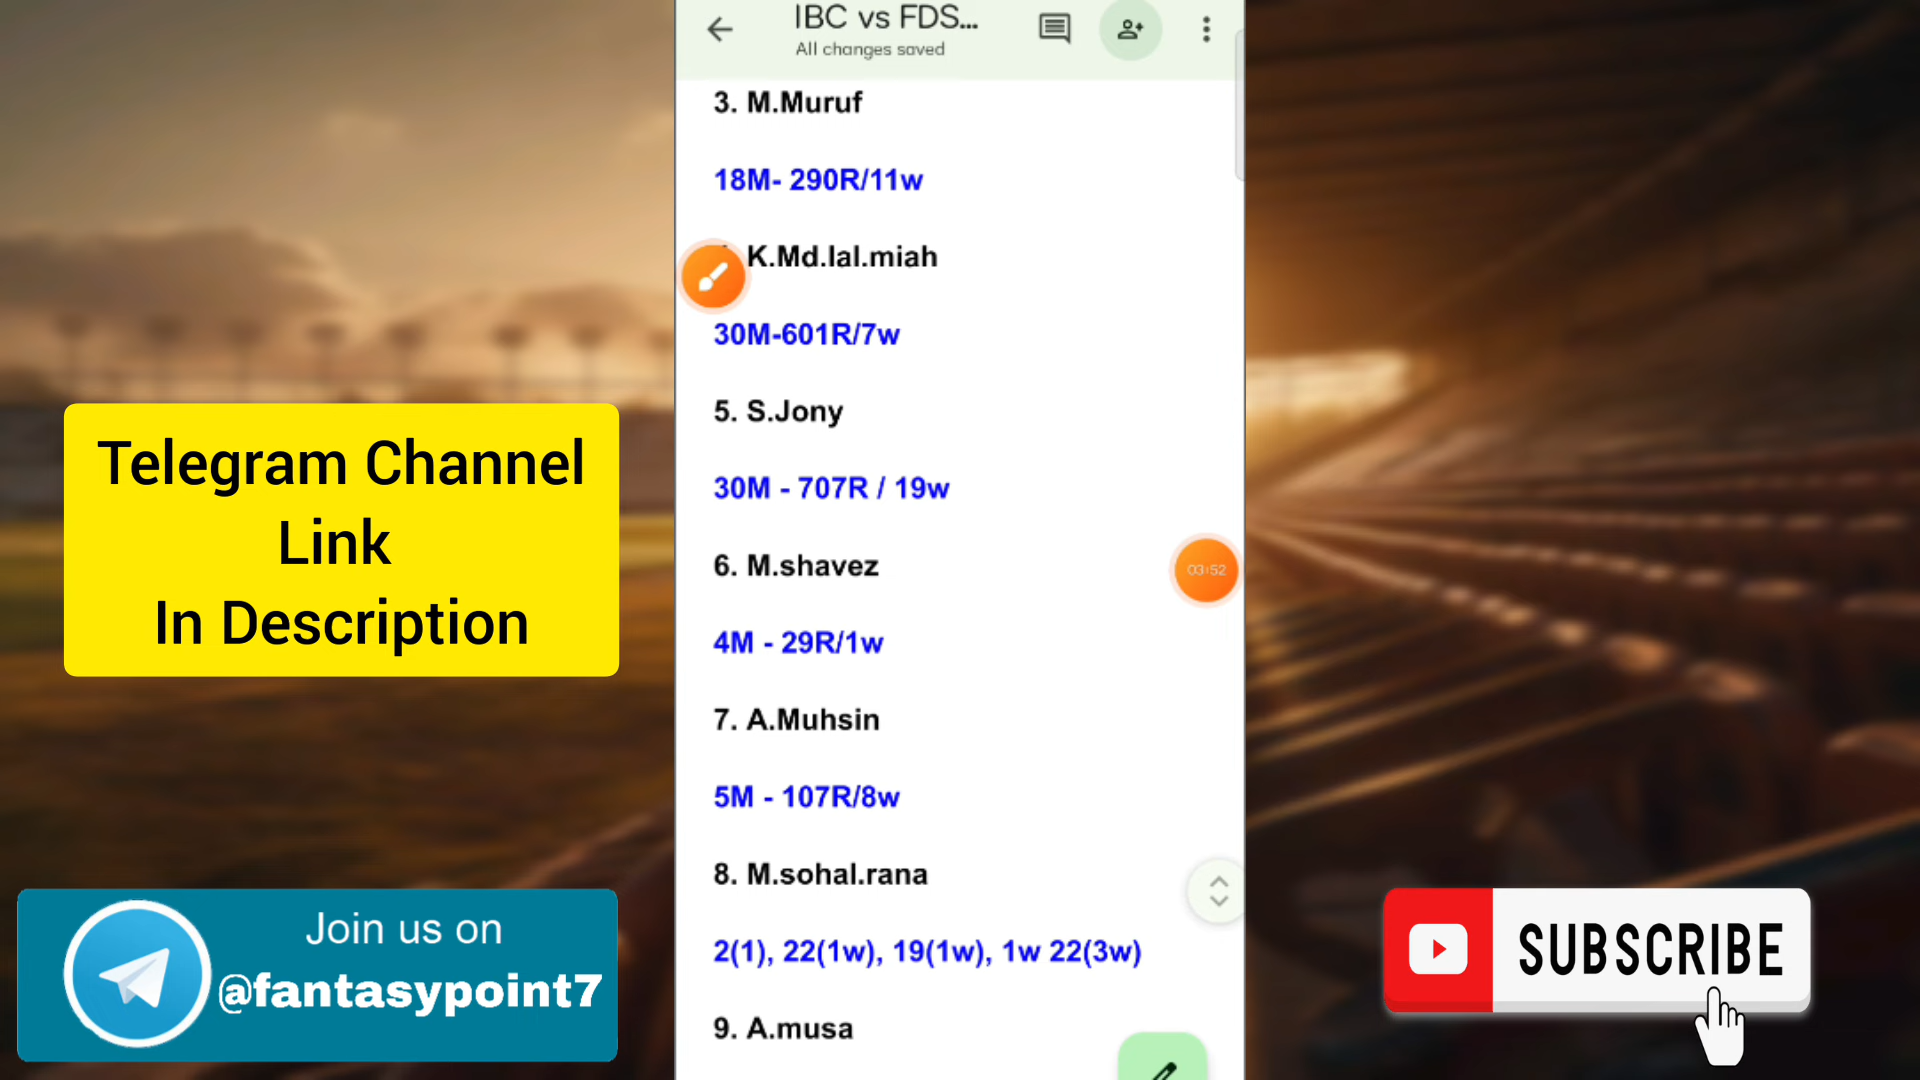 IBC vs FDS...
All changes saved
3. M.Muruf
18M- 290R/11w
K.Md.lal.miah
30M-601R/7w
5. S.Jony
30M - 707R / 19w
6. M.shavez
03:52
4M - 29R/1w
7. A.Muhsin
5M - 107R/8w
8. M.sohal.rana
2(1), 22(1w), 19(1w), 1w 22(3w)
9. A.musa
Telegram Channel
Link
In Description
Join us on
@fantasypoint7
SUBSCRIBE